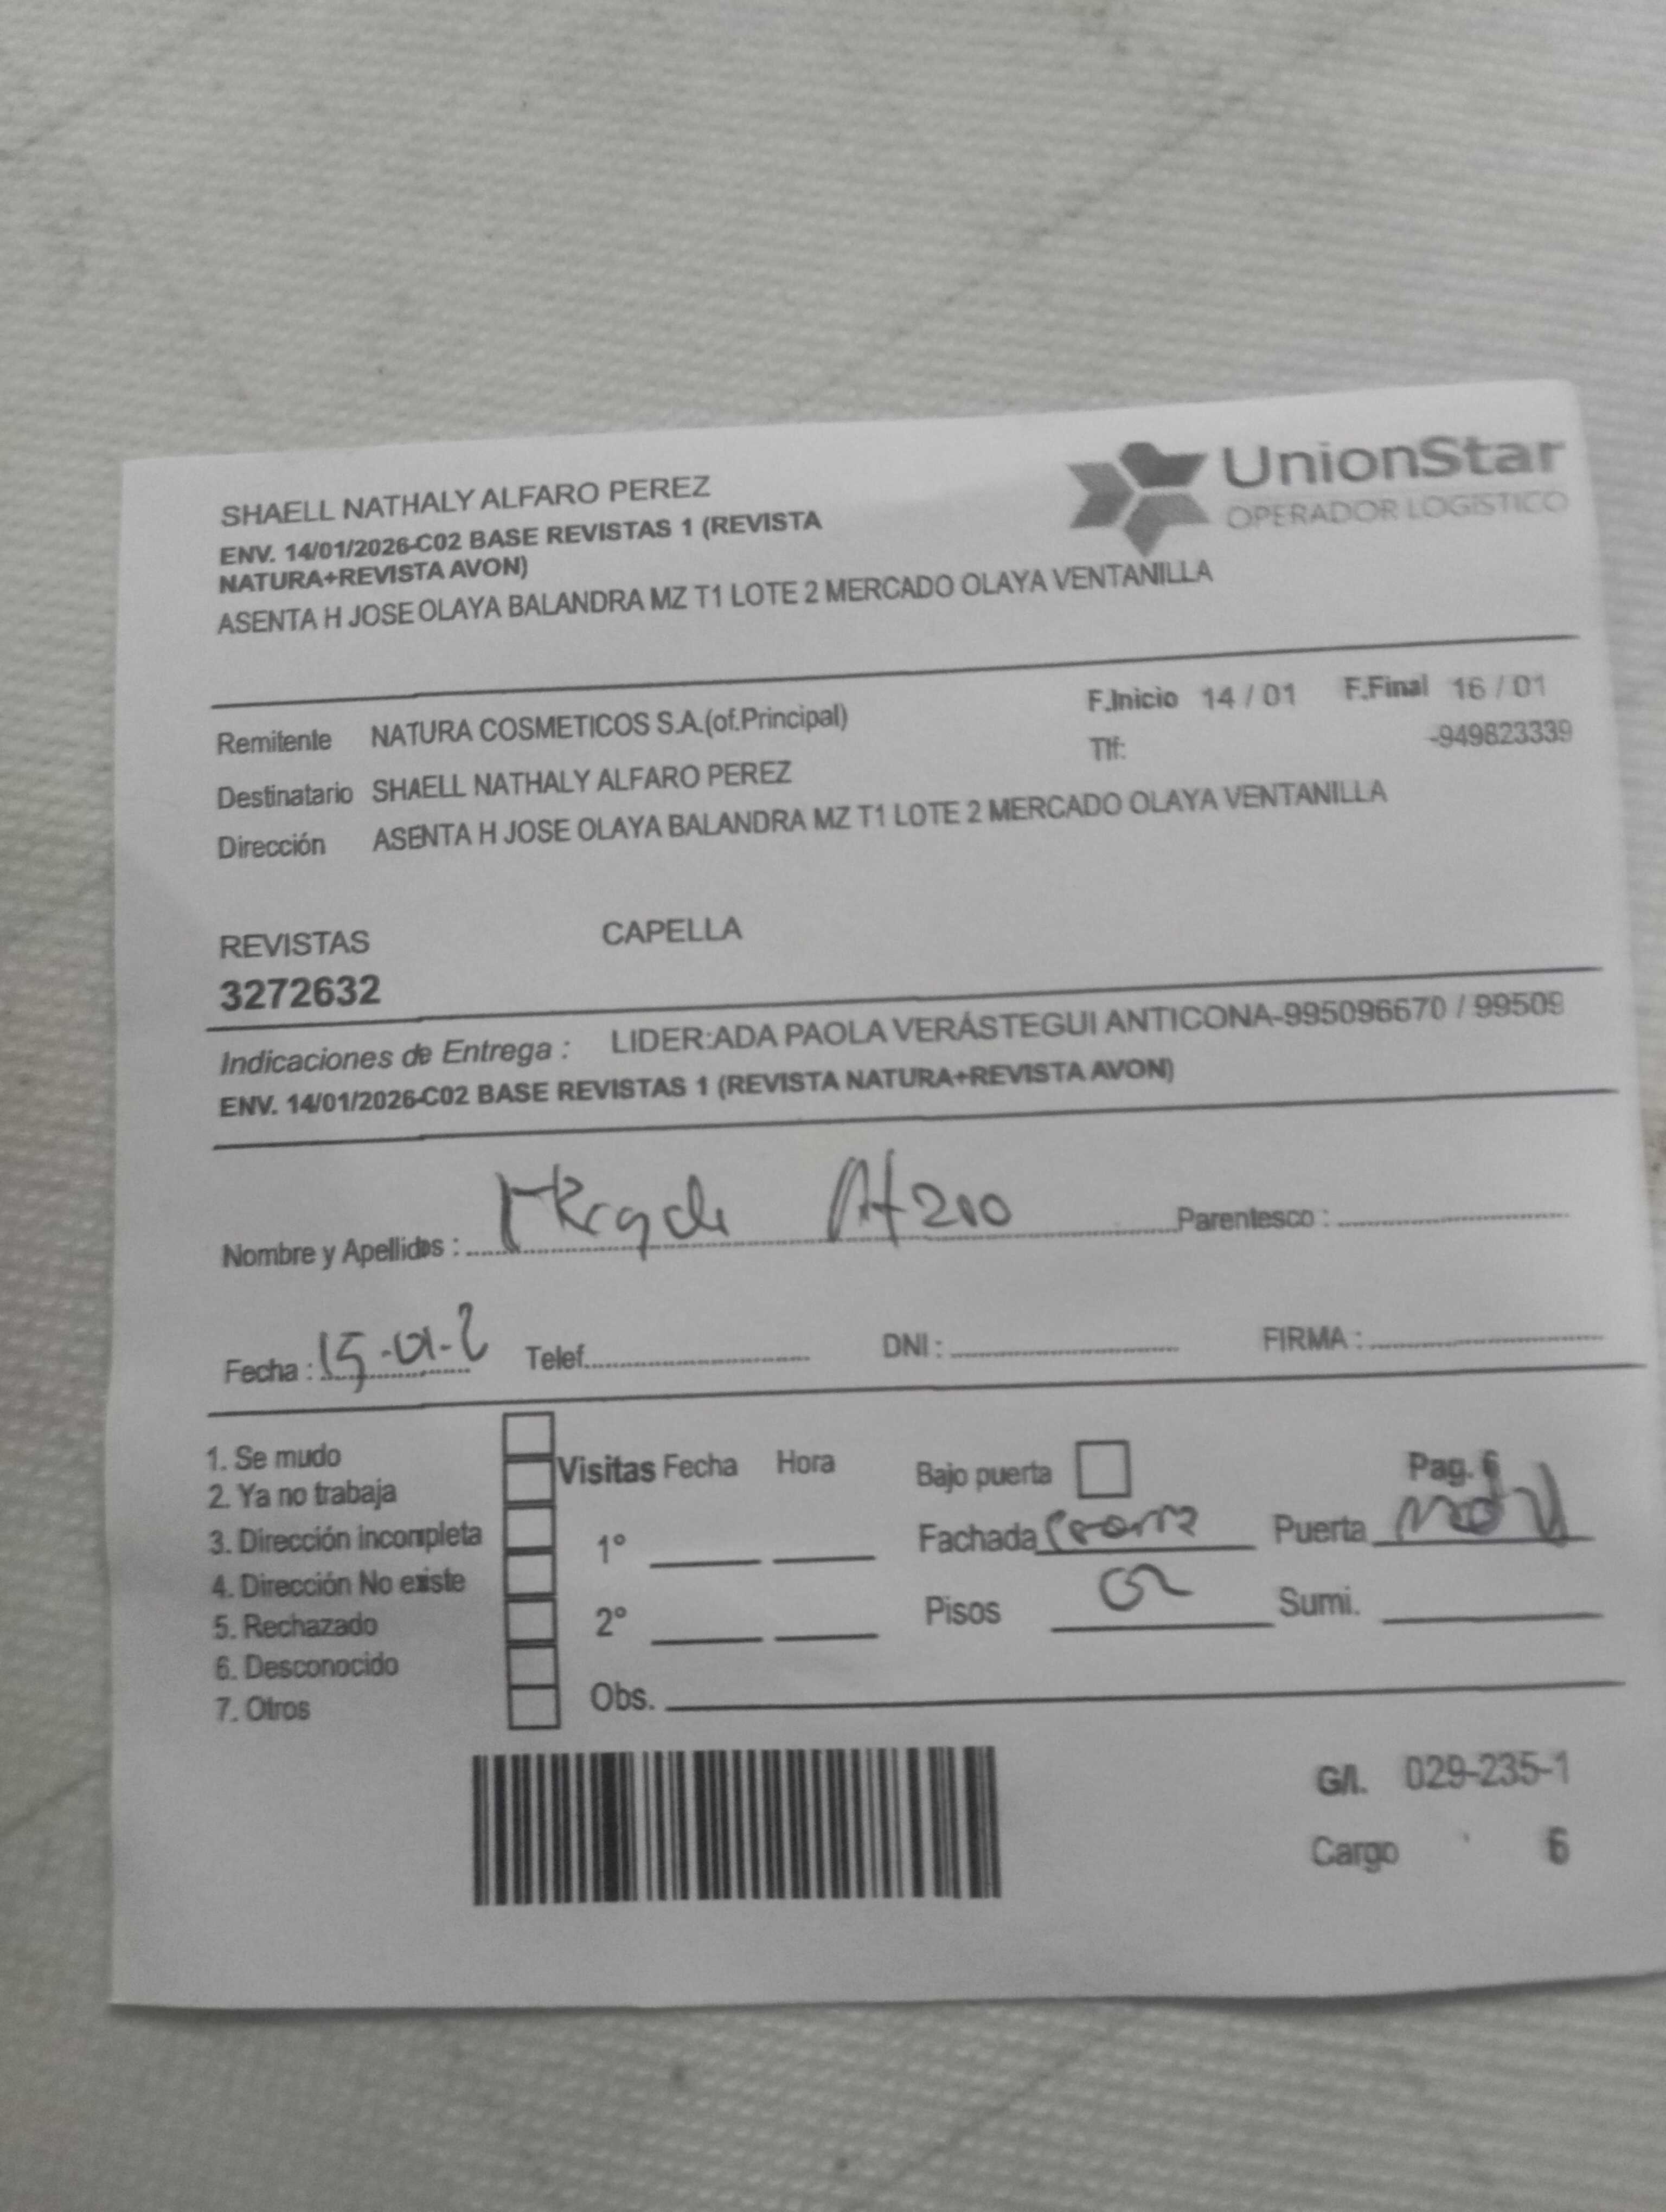 UnionStar
OPERADOR LOGÍSTICO
SHAELL NATHALY ALFARO PEREZ
ENV. 14/01/2026-C02 BASE REVISTAS 1 (REVISTA
NATURA+REVISTA AVON)
ASENTA H JOSE OLAYA BALANDRA MZ T1 LOTE 2 MERCADO OLAYA VENTANILLA
Remitente NATURA COSMETICOS S.A.(of.Principal) F.Inicio 14 / 01 F.Final 16 / 01
Tlf: -949823339
Destinatario SHAELL NATHALY ALFARO PEREZ
Dirección ASENTA H JOSE OLAYA BALANDRA MZ T1 LOTE 2 MERCADO OLAYA VENTANILLA
REVISTAS CAPELLA
3272632
Indicaciones de Entrega : LIDER:ADA PAOLA VERÁSTEGUI ANTICONA-995096670 / 99509
ENV. 14/01/2026-C02 BASE REVISTAS 1 (REVISTA NATURA+REVISTA AVON)
Nombre y Apellidos : Parentesco :
Fecha : 15-01-2 Telef. DNI : FIRMA :
1. Se mudo
2. Ya no trabaja
3. Dirección incompleta
4. Dirección No existe
5. Rechazado
6. Desconocido
7. Otros
Visitas Fecha Hora
1°
2°
Obs.
Bajo puerta Pag. 6
Fachada Puerta
Pisos 02 Sumi.
G/I. 029-235-1
Cargo 6